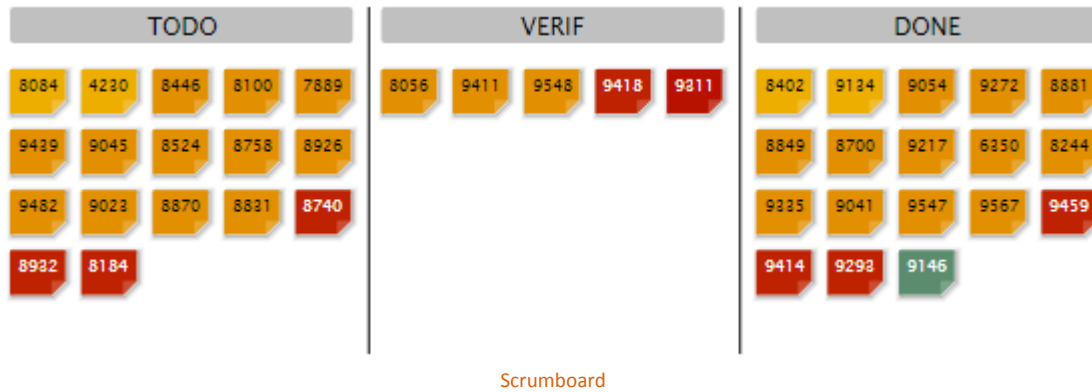 TODO VERIF DONE
8084 4230 8446 8100 7889 8056 9411 9548 9418 9311 8402 9134 9054 9272 8881
9439 9045 8524 8758 8926 8849 8700 9217 6350 8244
9482 9023 8870 8831 8740 9335 9041 9547 9567 9459
8932 8184 9414 9293 9146
Scrumboard